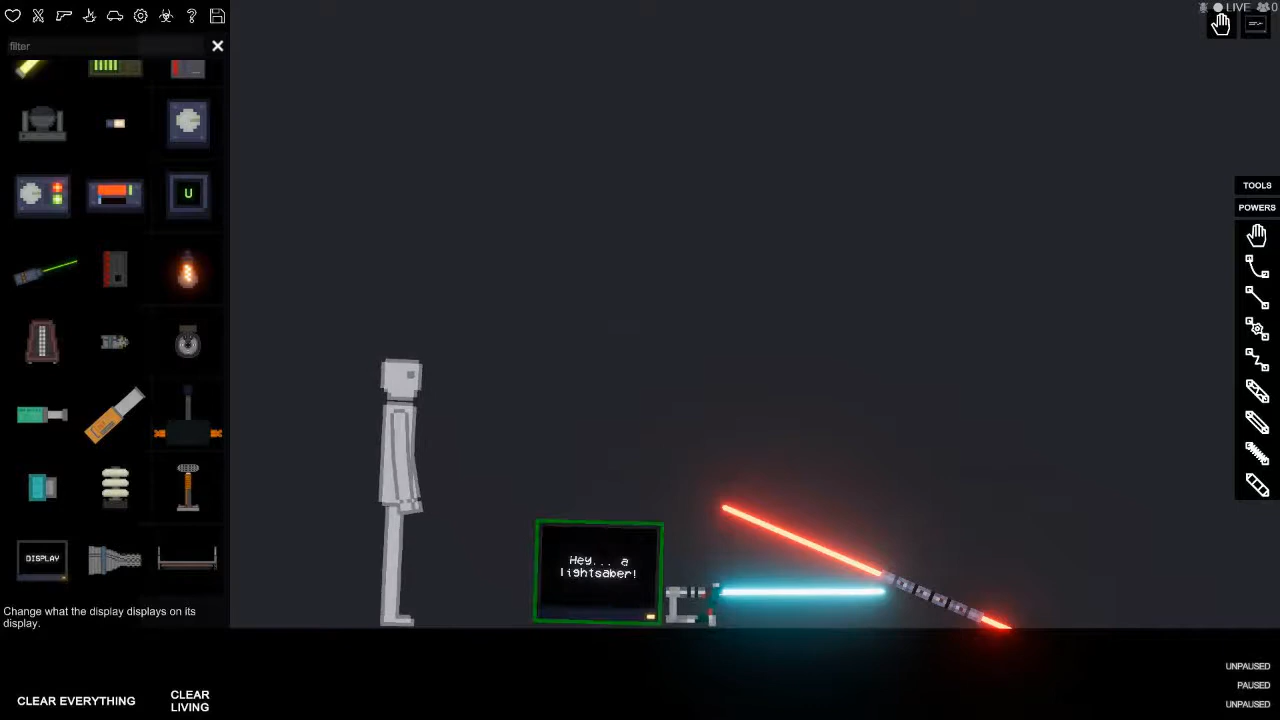 LIVE 0
filter
TOOLS
POWERS
U
DISPLAY
Hey... a
lightsaber!
Change what the display displays on its
display.
CLEAR EVERYTHING
CLEAR
LIVING
UNPAUSED
PAUSED
UNPAUSED